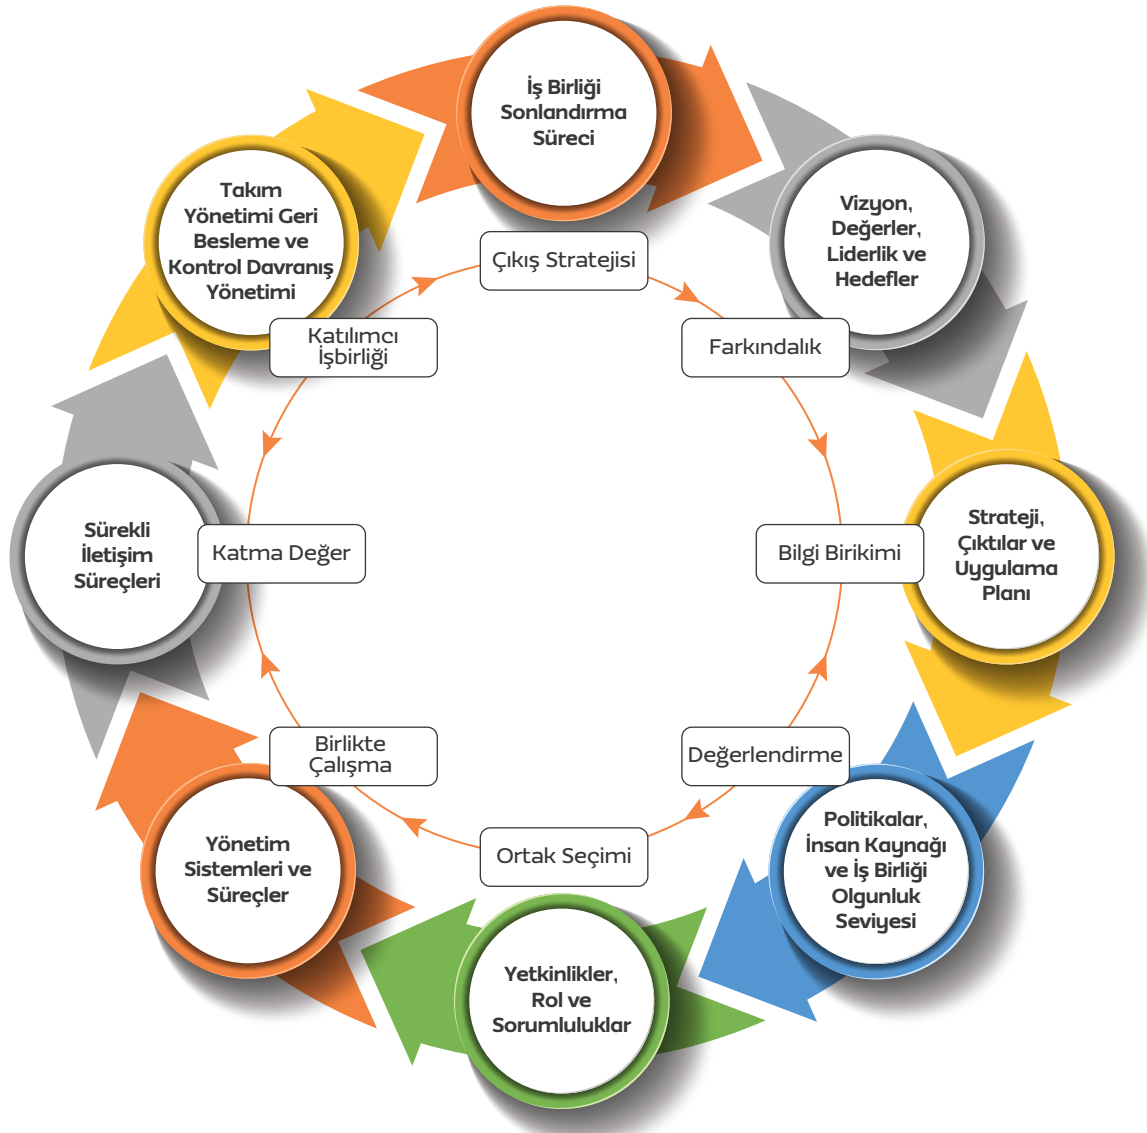 İş Birliği
Sonlandırma
Süreci
Vizyon,
Değerler,
Liderlik ve
Hedefler
Strateji,
Çıktılar ve
Uygulama
Planı
Politikalar,
İnsan Kaynağı
ve İş Birliği
Olgunluk
Seviyesi
Yetkinlikler,
Rol ve
Sorumluluklar
Yönetim
Sistemleri ve
Süreçler
Sürekli
İletişim
Süreçleri
Takım
Yönetimi Geri
Besleme ve
Kontrol Davranış
Yönetimi
Çıkış Stratejisi
Farkındalık
Bilgi Birikimi
Değerlendirme
Ortak Seçimi
Birlikte
Çalışma
Katma Değer
Katılımcı
İşbirliği